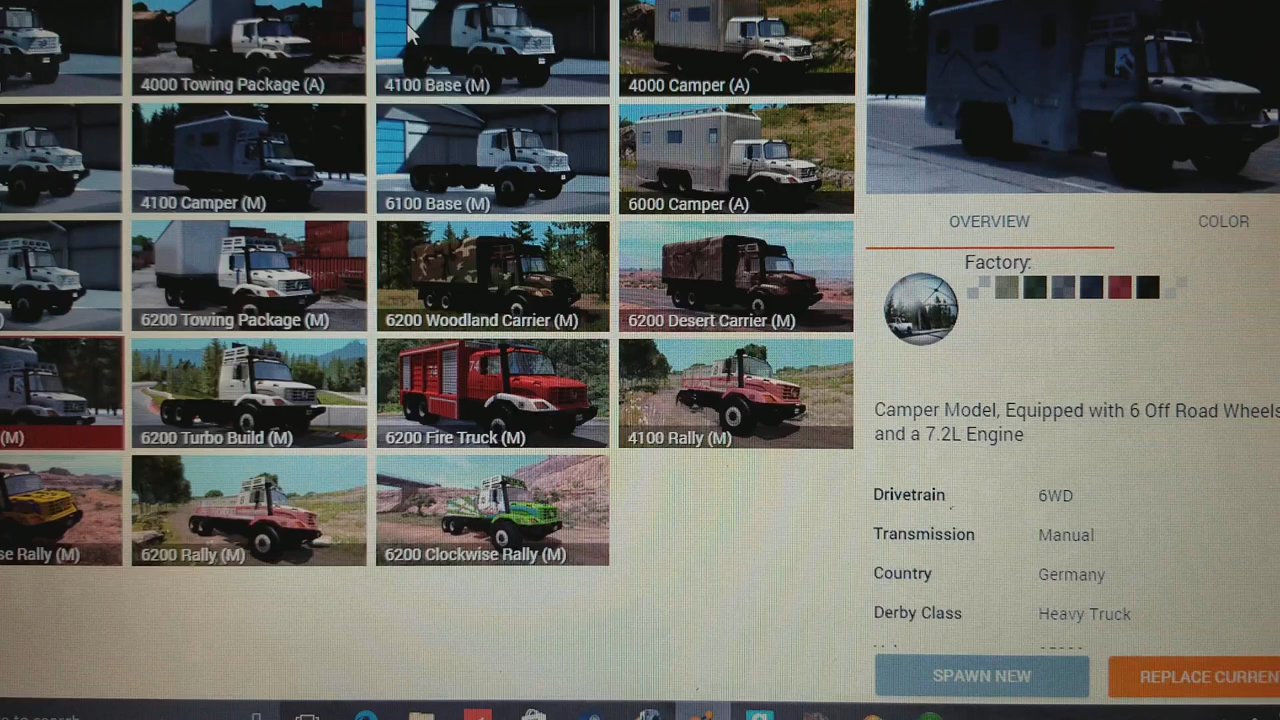 4000 Towing Package (A)
4100 Base (M)
4000 Camper (A)
4100 Camper (M)
6100 Base (M)
6000 Camper (A)
6200 Towing Package (M)
6200 Woodland Carrier (M)
6200 Desert Carrier (M)
(M)
6200 Turbo Build (M)
6200 Fire Truck (M)
4100 Rally (M)
se Rally (M)
6200 Rally (M)
6200 Clockwise Rally (M)
OVERVIEW
COLOR
Factory:
Camper Model, Equipped with 6 Off Road Wheels
and a 7.2L Engine
Drivetrain 6WD
Transmission Manual
Country Germany
Derby Class Heavy Truck
SPAWN NEW
REPLACE CURREN